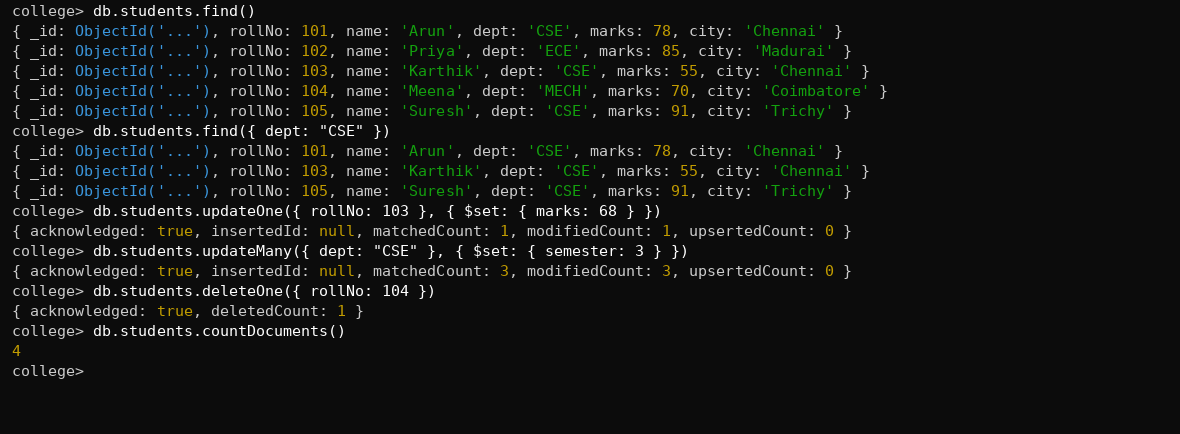 college> db.students.find()
{ _id: ObjectId('...'), rollNo: 101, name: 'Arun', dept: 'CSE', marks: 78, city: 'Chennai' }
{ _id: ObjectId('...'), rollNo: 102, name: 'Priya', dept: 'ECE', marks: 85, city: 'Madurai' }
{ _id: ObjectId('...'), rollNo: 103, name: 'Karthik', dept: 'CSE', marks: 55, city: 'Chennai' }
{ _id: ObjectId('...'), rollNo: 104, name: 'Meena', dept: 'MECH', marks: 70, city: 'Coimbatore' }
{ _id: ObjectId('...'), rollNo: 105, name: 'Suresh', dept: 'CSE', marks: 91, city: 'Trichy' }
college> db.students.find({ dept: "CSE" })
{ _id: ObjectId('...'), rollNo: 101, name: 'Arun', dept: 'CSE', marks: 78, city: 'Chennai' }
{ _id: ObjectId('...'), rollNo: 103, name: 'Karthik', dept: 'CSE', marks: 55, city: 'Chennai' }
{ _id: ObjectId('...'), rollNo: 105, name: 'Suresh', dept: 'CSE', marks: 91, city: 'Trichy' }
college> db.students.updateOne({ rollNo: 103 }, { $set: { marks: 68 } })
{ acknowledged: true, insertedId: null, matchedCount: 1, modifiedCount: 1, upsertedCount: 0 }
college> db.students.updateMany({ dept: "CSE" }, { $set: { semester: 3 } })
{ acknowledged: true, insertedId: null, matchedCount: 3, modifiedCount: 3, upsertedCount: 0 }
college> db.students.deleteOne({ rollNo: 104 })
{ acknowledged: true, deletedCount: 1 }
college> db.students.countDocuments()
4
college>